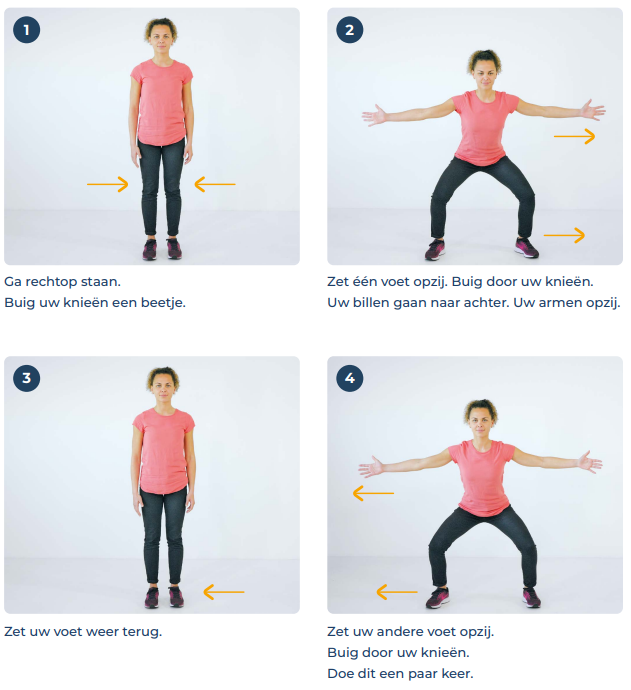 1
Ga rechtop staan.
Buig uw knieën een beetje.
2
Zet één voet opzij. Buig door uw knieën.
Uw billen gaan naar achter. Uw armen opzij.
3
Zet uw voet weer terug.
4
Zet uw andere voet opzij.
Buig door uw knieën.
Doe dit een paar keer.